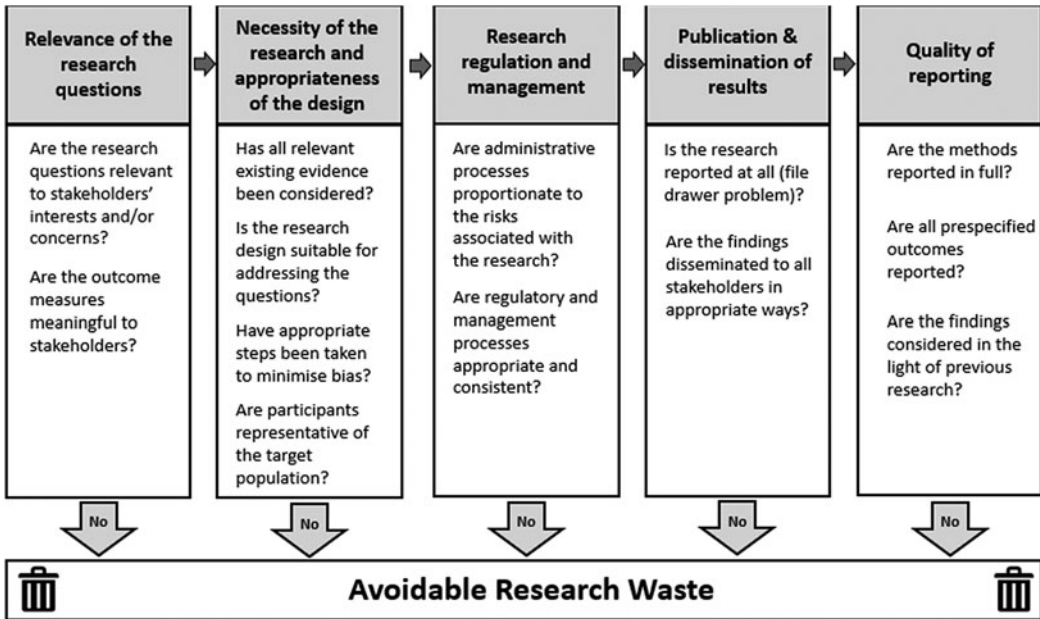 Relevance of the
research
questions
Necessity of the
research and
appropriateness
of the design
Research
regulation and
management
Publication &
dissemination of
results
Quality of
reporting
Are the research
questions relevant
to stakeholders’
interests and/or
concerns?
Are the outcome
measures
meaningful to
stakeholders?
Has all relevant
existing evidence
been considered?
Is the research
design suitable for
addressing the
questions?
Have appropriate
steps been taken
to minimise bias?
Are participants
representative of
the target
population?
Are administrative
processes
proportionate to
the risks
associated with
the research?
Are regulatory and
management
processes
appropriate and
consistent?
Is the research
reported at all (file
drawer problem)?
Are the findings
disseminated to all
stakeholders in
appropriate ways?
Are the methods
reported in full?
Are all prespecified
outcomes
reported?
Are the findings
considered in the
light of previous
research?
No
No
No
No
No
Avoidable Research Waste